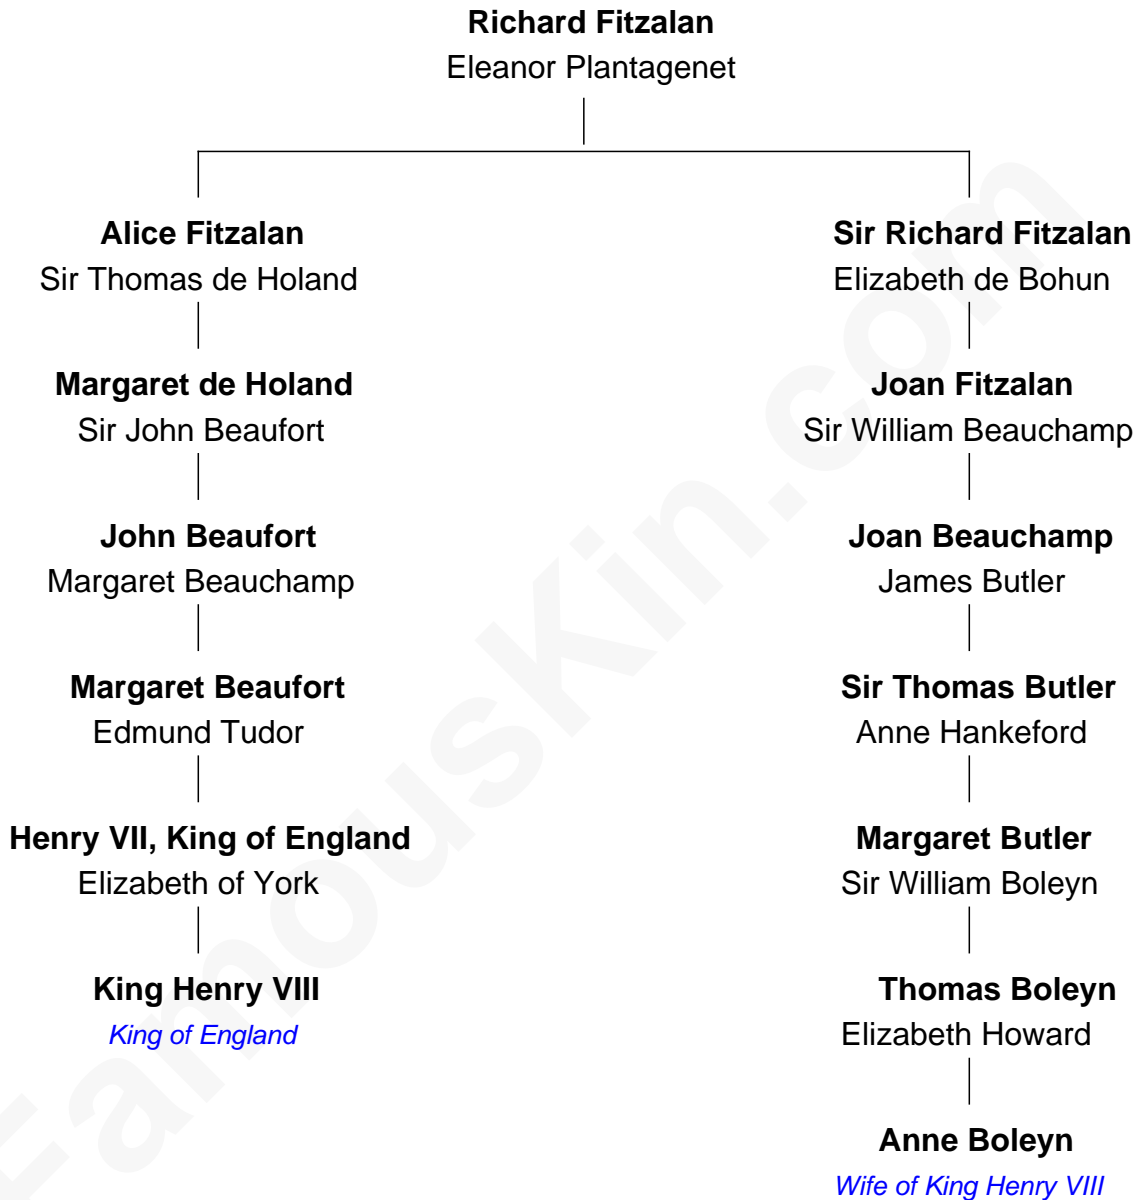 Richard Fitzalan
Eleanor Plantagenet
Alice Fitzalan
Sir Thomas de Holand
Margaret de Holand
Sir John Beaufort
John Beaufort
Margaret Beauchamp
Margaret Beaufort
Edmund Tudor
Henry VII, King of England
Elizabeth of York
King Henry VIII
King of England
Sir Richard Fitzalan
Elizabeth de Bohun
Joan Fitzalan
Sir William Beauchamp
Joan Beauchamp
James Butler
Sir Thomas Butler
Anne Hankeford
Margaret Butler
Sir William Boleyn
Thomas Boleyn
Elizabeth Howard
Anne Boleyn
Wife of King Henry VIII
FamousKin.com